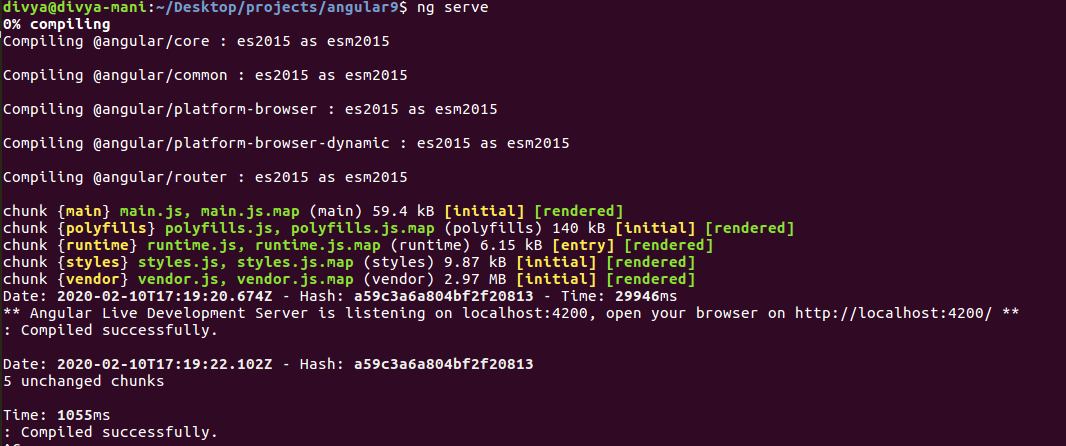 divya@divya-mani:~/Desktop/projects/angular9$ ng serve
0% compiling
Compiling @angular/core : es2015 as esm2015
Compiling @angular/common : es2015 as esm2015
Compiling @angular/platform-browser : es2015 as esm2015
Compiling @angular/platform-browser-dynamic : es2015 as esm2015
Compiling @angular/router : es2015 as esm2015
chunk {main} main.js, main.js.map (main) 59.4 kB [initial] [rendered]
chunk {polyfills} polyfills.js, polyfills.js.map (polyfills) 140 kB [initial] [rendered]
chunk {runtime} runtime.js, runtime.js.map (runtime) 6.15 kB [entry] [rendered]
chunk {styles} styles.js, styles.js.map (styles) 9.87 kB [initial] [rendered]
chunk {vendor} vendor.js, vendor.js.map (vendor) 2.97 MB [initial] [rendered]
Date: 2020-02-10T17:19:20.674Z - Hash: a59c3a6a804bf2f20813 - Time: 29946ms
** Angular Live Development Server is listening on localhost:4200, open your browser on http://localhost:4200/ **
: Compiled successfully.
Date: 2020-02-10T17:19:22.102Z - Hash: a59c3a6a804bf2f20813
5 unchanged chunks
Time: 1055ms
: Compiled successfully.